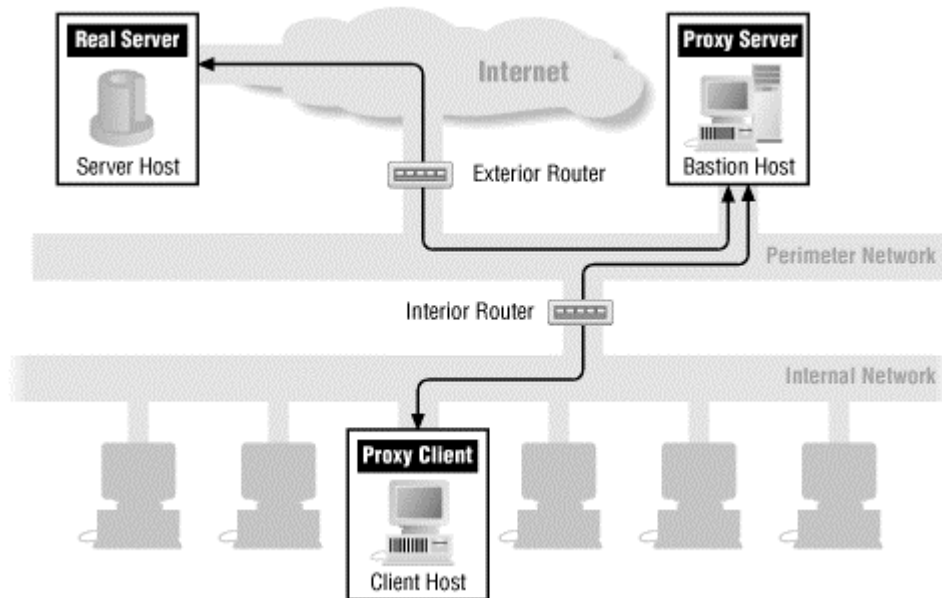 Real Server
Server Host
Internet
Proxy Server
Bastion Host
Exterior Router
Perimeter Network
Interior Router
Internal Network
Proxy Client
Client Host